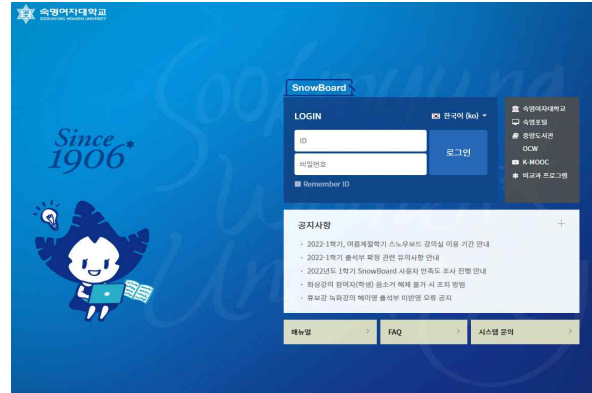 숙명여자대학교
SOOKMYUNG WOMEN'S UNIVERSITY
Sookmyung
Women's
Since
1906
SnowBoard
LOGIN
한국어 (ko)
ID
비밀번호
로그인
Remember ID
숙명여자대학교
숙명포털
중앙도서관
OCW
K-MOOC
비교과 프로그램
공지사항
2022-1학기, 여름계절학기 스노우보드 강의실 이용 기간 안내
2022-1학기 출석부 확정 관련 유의사항 안내
2022년도 1학기 SnowBoard 사용자 만족도 조사 진행 안내
화상강의 참여자(학생) 음소거 해제 불가 시 조치 방법
휴보강 녹화강의 해이영 출석부 미반영 오류 공지
매뉴얼
FAQ
시스템 문의